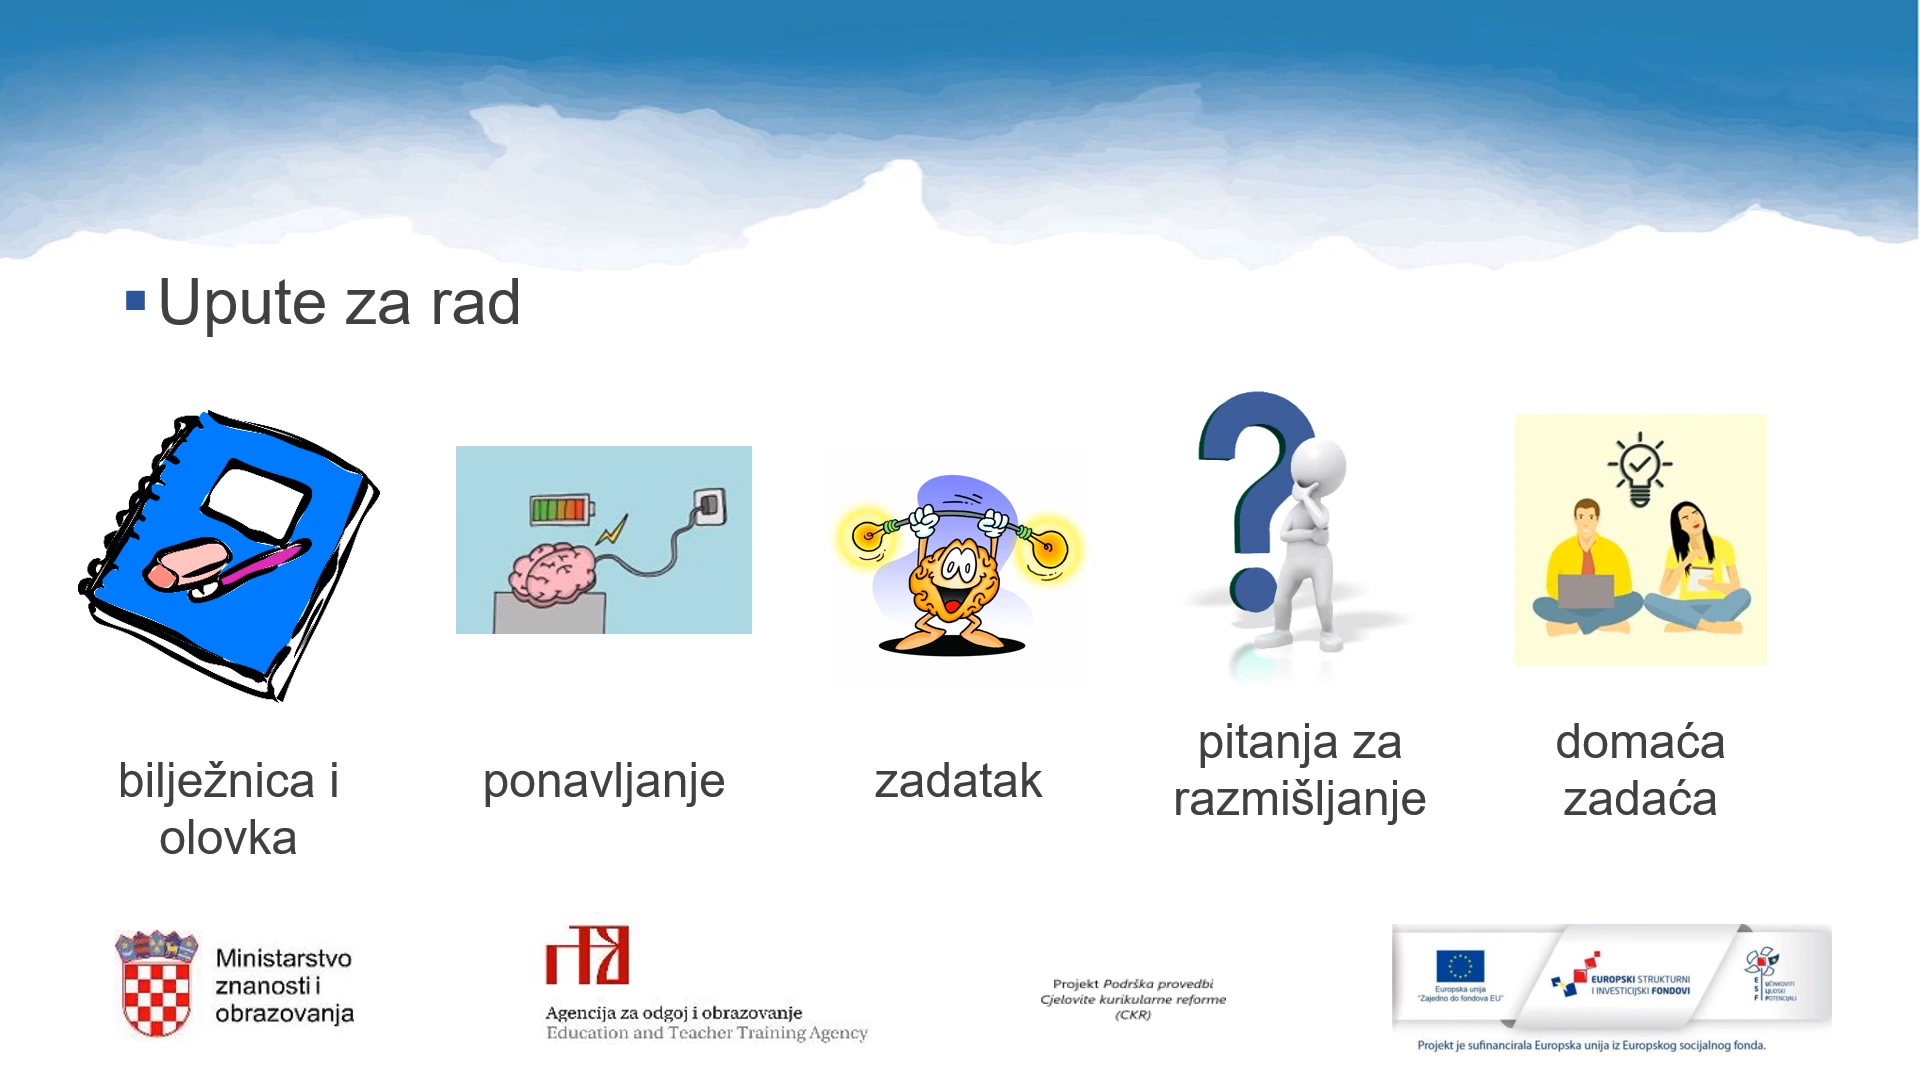 Upute za rad
bilježnica i
olovka
ponavljanje
zadatak
pitanja za
razmišljanje
domaća
zadaća
Ministarstvo
znanosti i
obrazovanja
Agencija za odgoj i obrazovanje
Education and Teacher Training Agency
Projekt Podrška provedbi
Cjelovite kurikularne reforme
(CKR)
Europska unija
"Zajedno do fondova EU"
EUROPSKI STRUKTURNI
I INVESTICIJSKI FONDOVI
ESF
UČINKOVITI
LJUDSKI
POTENCIJALI
Projekt je sufinancirala Europska unija iz Europskog socijalnog fonda.